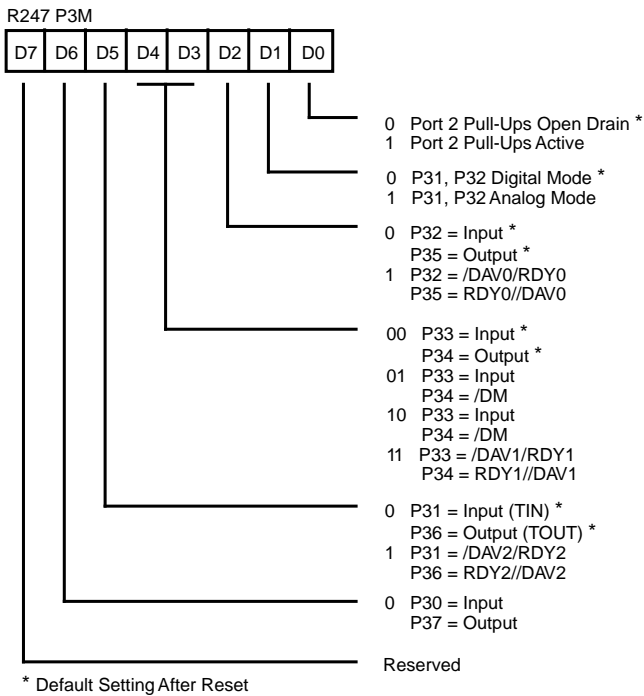 R247 P3M
D7 D6 D5 D4 D3 D2 D1 D0
0 Port 2 Pull-Ups Open Drain *
1 Port 2 Pull-Ups Active
0 P31, P32 Digital Mode *
1 P31, P32 Analog Mode
0 P32 = Input *
P35 = Output *
1 P32 = /DAV0/RDY0
P35 = RDY0//DAV0
00 P33 = Input *
P34 = Output *
01 P33 = Input
P34 = /DM
10 P33 = Input
P34 = /DM
11 P33 = /DAV1/RDY1
P34 = RDY1//DAV1
0 P31 = Input (TIN) *
P36 = Output (TOUT) *
1 P31 = /DAV2/RDY2
P36 = RDY2//DAV2
0 P30 = Input
P37 = Output
Reserved
* Default Setting After Reset